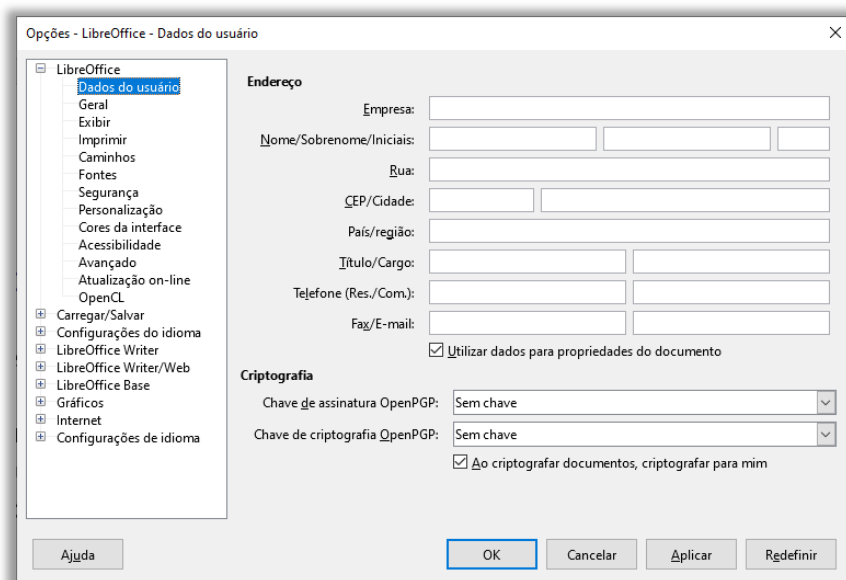 Opções - LibreOffice - Dados do usuário
LibreOffice
Dados do usuário
Geral
Exibir
Imprimir
Caminhos
Fontes
Segurança
Personalização
Cores da interface
Acessibilidade
Avançado
Atualização on-line
OpenCL
Carregar/Salvar
Configurações do idioma
LibreOffice Writer
LibreOffice Writer/Web
LibreOffice Base
Gráficos
Internet
Configurações de idioma
Endereço
Empresa:
Nome/Sobrenome/Iniciais:
Rua:
CEP/Cidade:
País/região:
Título/Cargo:
Telefone (Res./Com.):
Fax/E-mail:
Utilizar dados para propriedades do documento
Criptografia
Chave de assinatura OpenPGP: Sem chave
Chave de criptografia OpenPGP: Sem chave
Ao criptografar documentos, criptografar para mim
Ajuda OK Cancelar Aplicar Redefinir